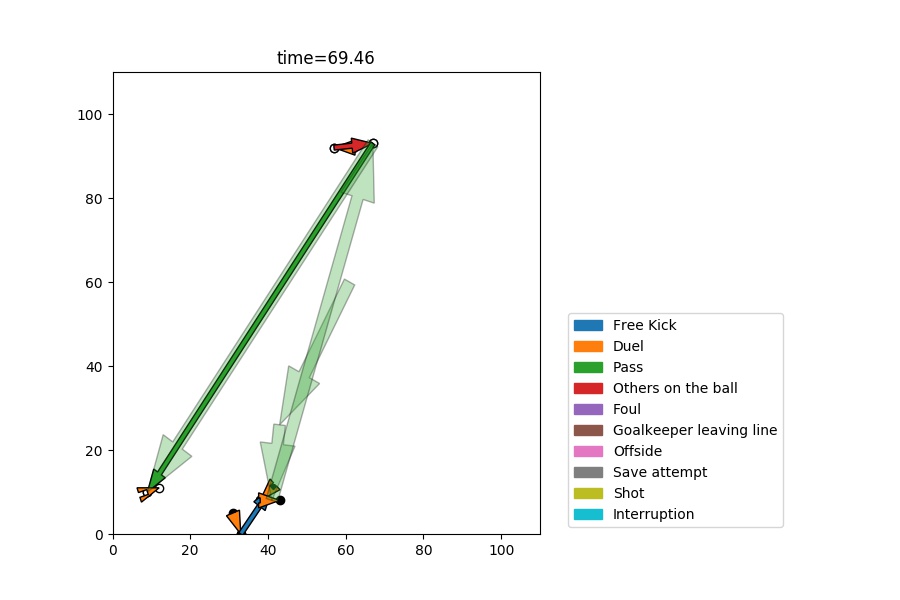 time=69.46
100
80
60
40
20
0
0 20 40 60 80 100
Free Kick
Duel
Pass
Others on the ball
Foul
Goalkeeper leaving line
Offside
Save attempt
Shot
Interruption